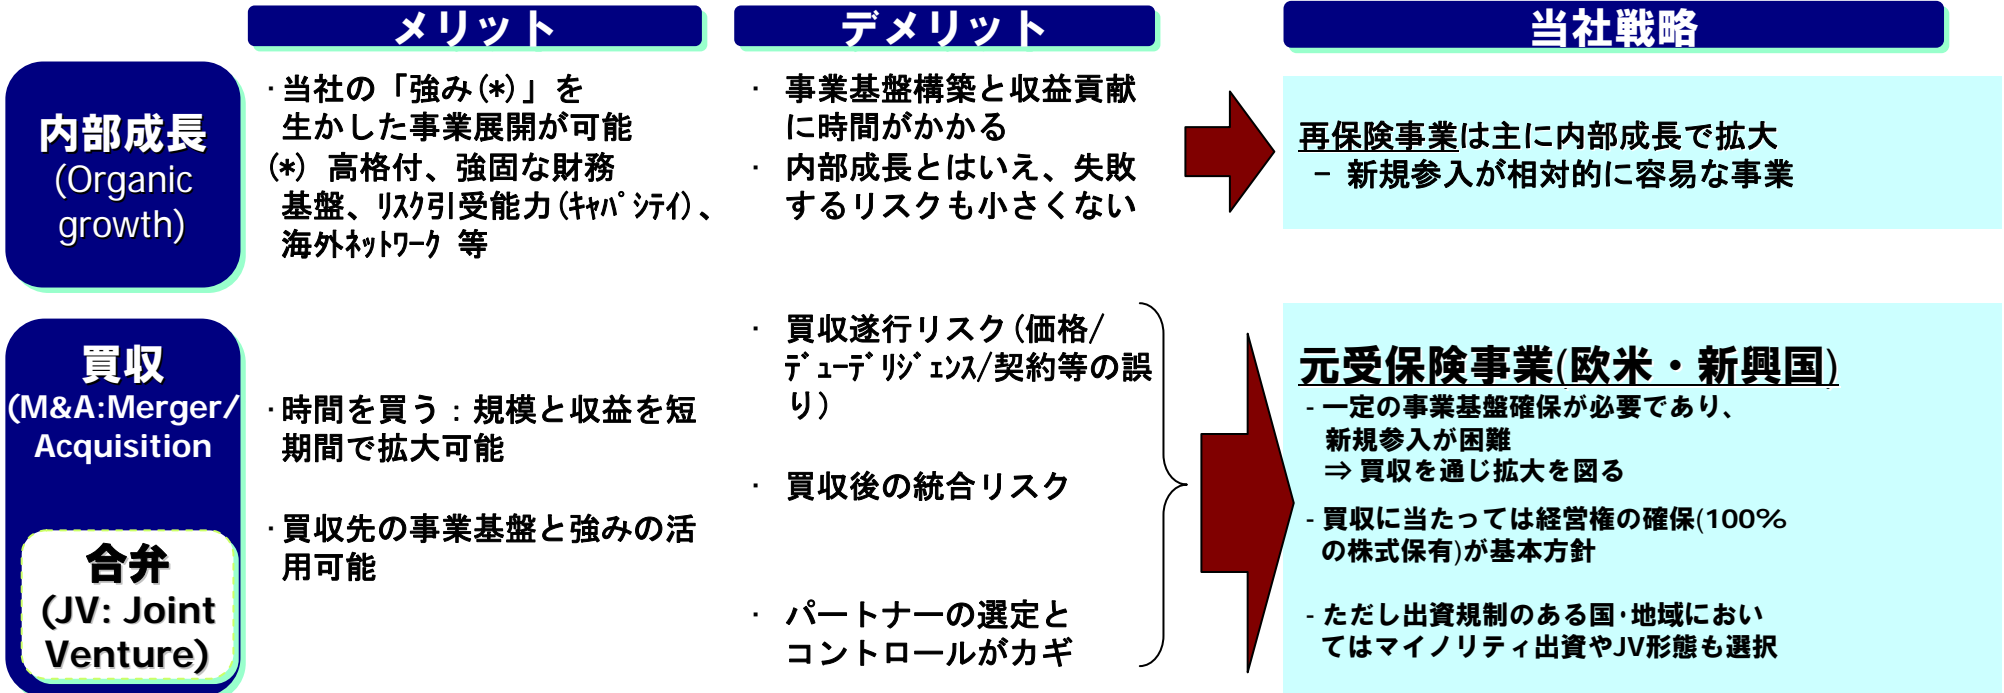 メリット
デメリット
当社戦略
内部成長
(Organic
growth)
・当社の「強み(*)」を
生かした事業展開が可能
(*) 高格付、強固な財務
基盤、ﾘｽｸ引受能力(ｷｬﾊﾟｼﾃｲ)、
海外ﾈｯﾄﾜｰｸ 等
・ 事業基盤構築と収益貢献
に時間がかかる
・ 内部成長とはいえ、失敗
するリスクも小さくない
再保険事業は主に内部成長で拡大
− 新規参入が相対的に容易な事業
買収
(M&A:Merger/
Acquisition
・時間を買う：規模と収益を短
期間で拡大可能
・買収先の事業基盤と強みの活
用可能
・ 買収遂行リスク(価格/
ﾃﾞｭｰﾃﾞﾘｼﾞｪﾝｽ/契約等の誤
り)
・ 買収後の統合リスク
・ パートナーの選定と
コントロールがカギ
元受保険事業(欧米・新興国)
- 一定の事業基盤確保が必要であり、
新規参入が困難
⇒ 買収を通じ拡大を図る
- 買収に当たっては経営権の確保(100%
の株式保有)が基本方針
- ただし出資規制のある国･地域におい
てはマイノリティ出資やJV形態も選択
合弁
(JV: Joint
Venture)